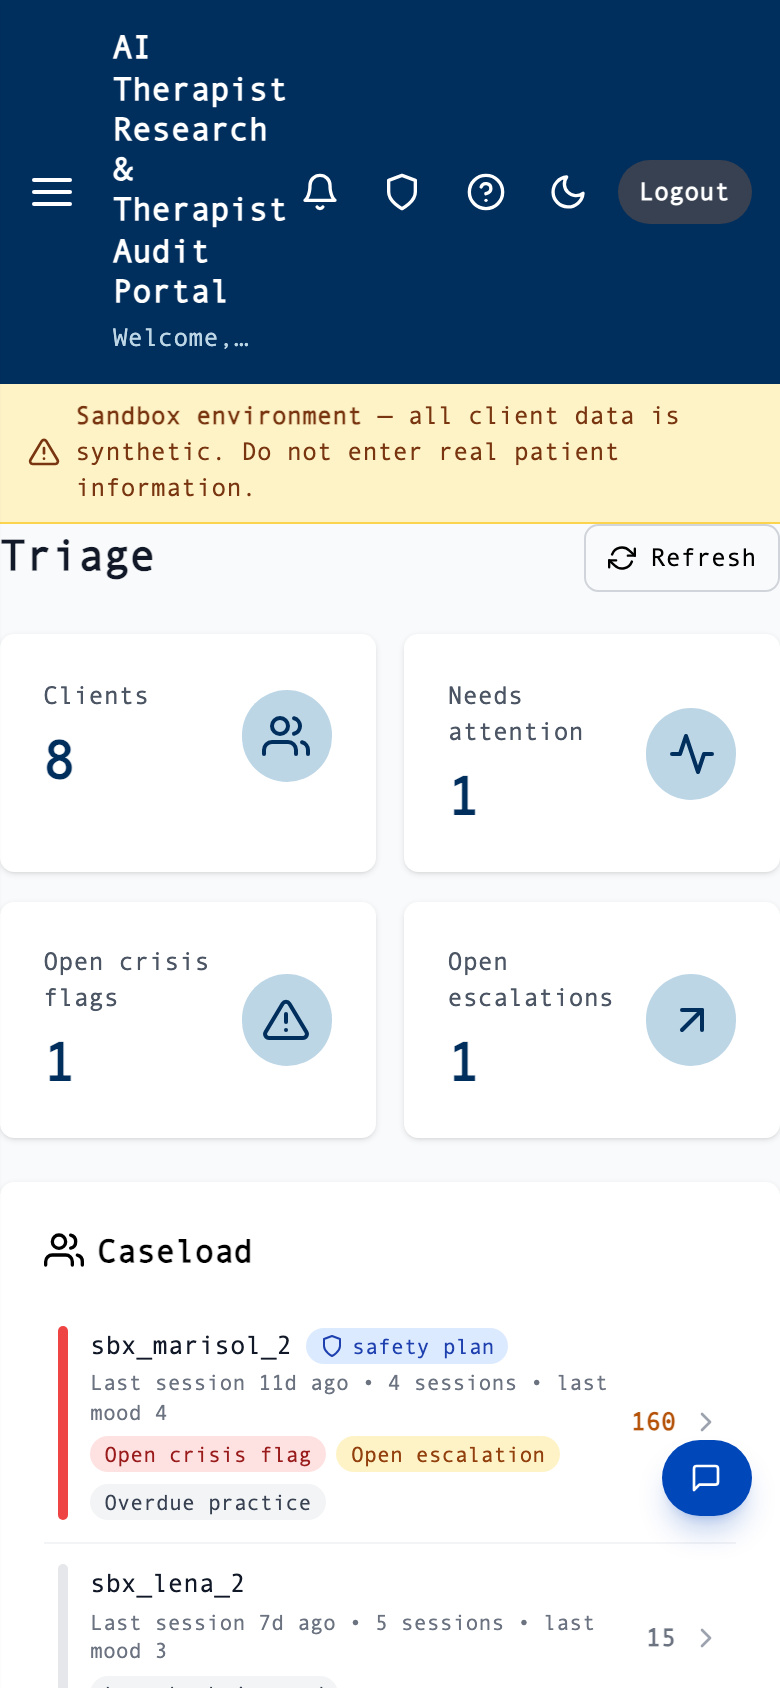 AI
Therapist
Research
&
Therapist
Audit
Portal
Welcome,…
Logout
Sandbox environment — all client data is
synthetic. Do not enter real patient
information.
Triage
Refresh
Clients
8
Needs
attention
1
Open crisis
flags
1
Open
escalations
1
Caseload
sbx_marisol_2 safety plan
Last session 11d ago • 4 sessions • last
mood 4
160
Open crisis flag Open escalation
Overdue practice
sbx_lena_2
Last session 7d ago • 5 sessions • last
mood 3
15